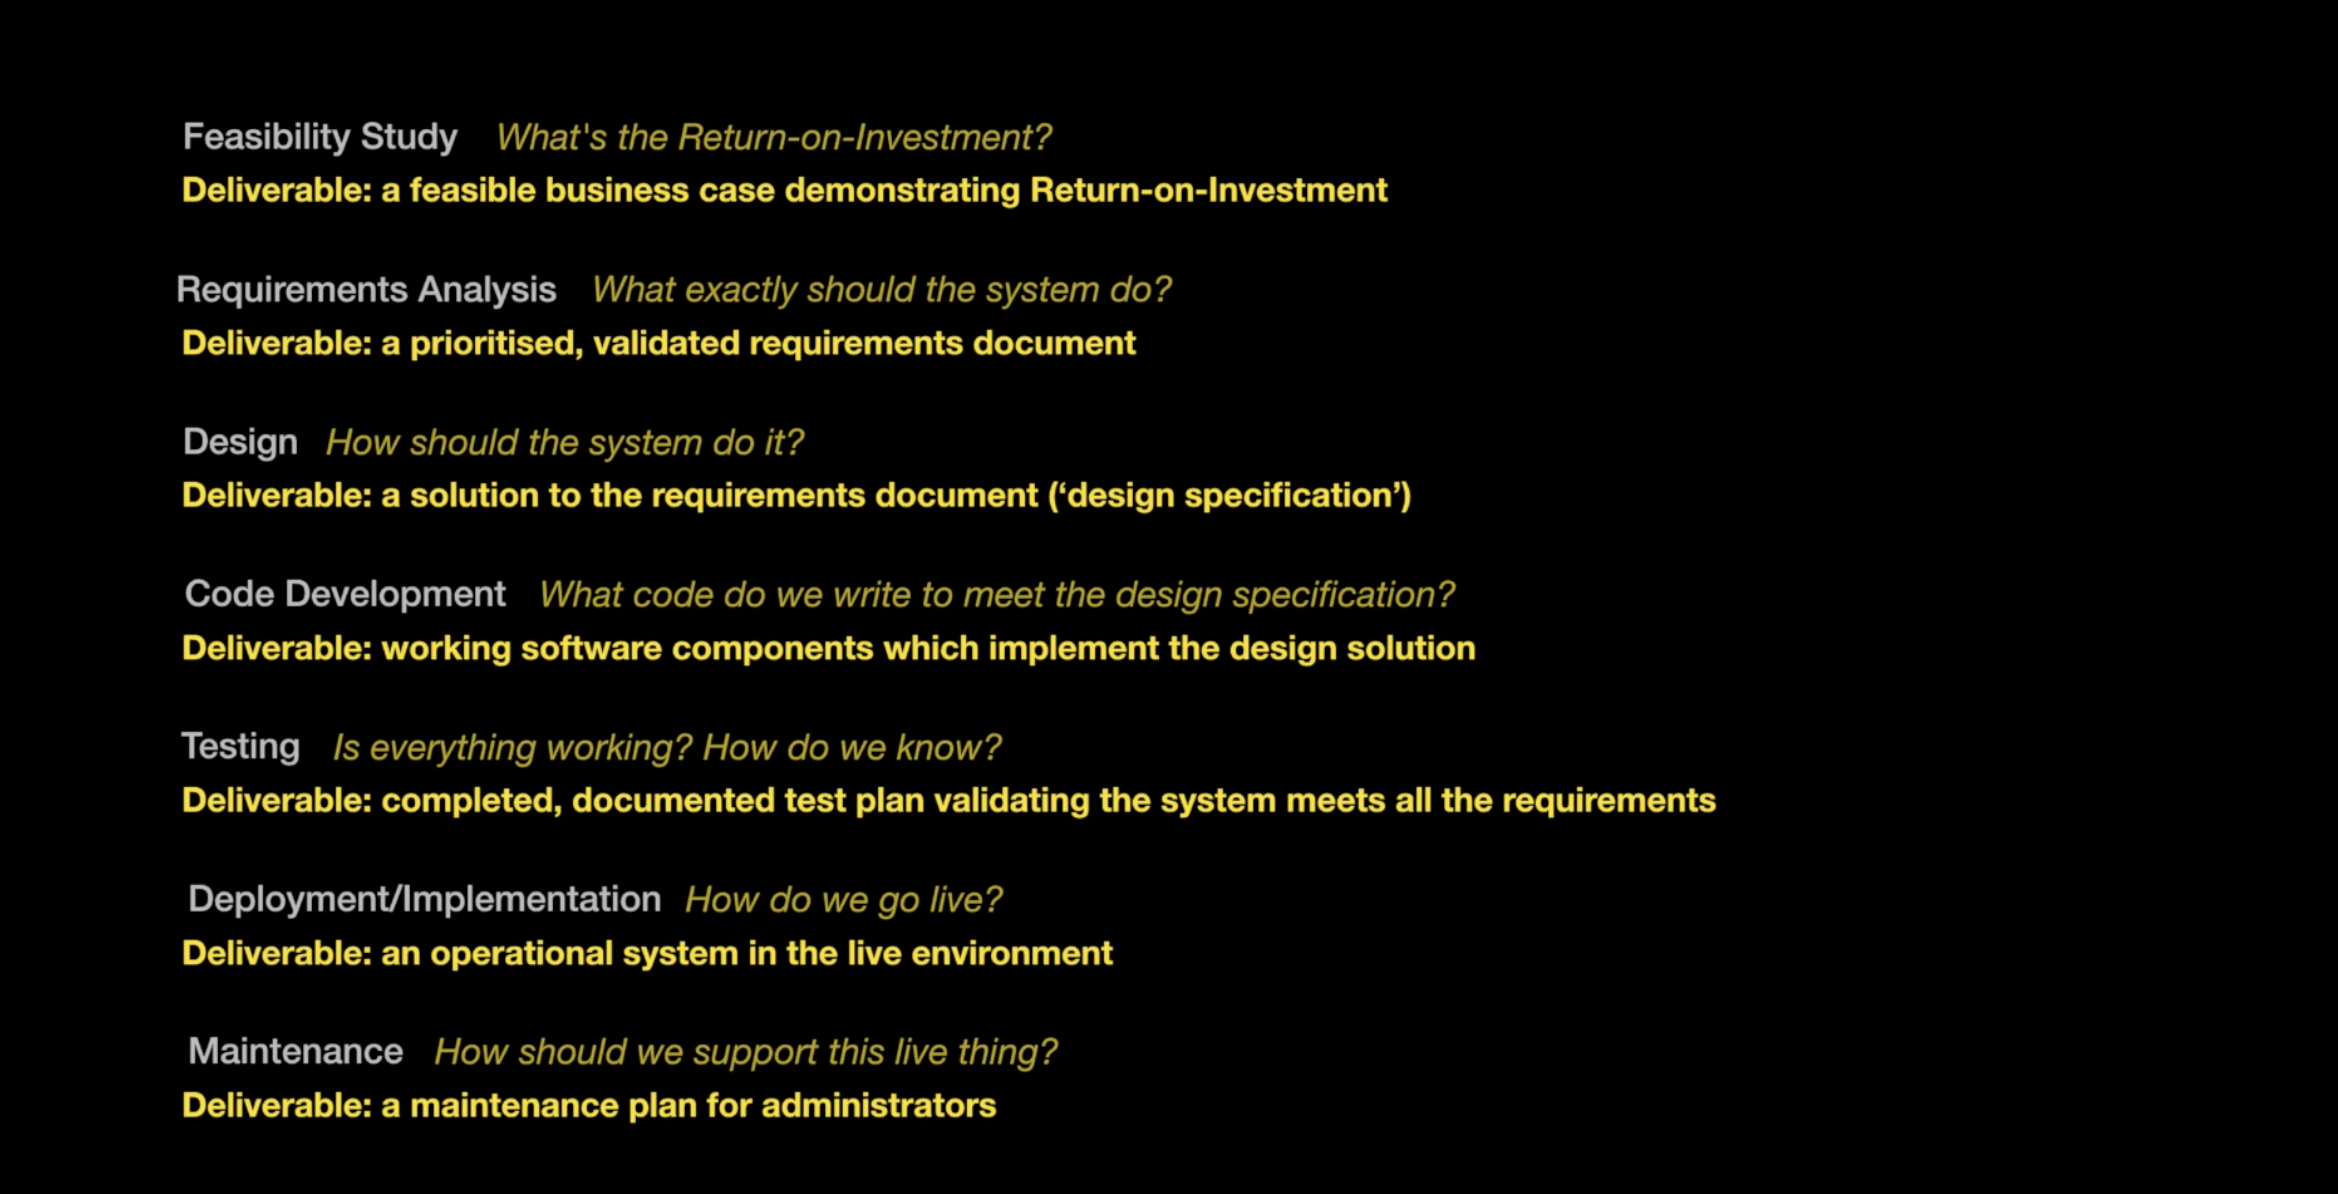 Feasibility Study What's the Return-on-Investment?
Deliverable: a feasible business case demonstrating Return-on-Investment
Requirements Analysis What exactly should the system do?
Deliverable: a prioritised, validated requirements document
Design How should the system do it?
Deliverable: a solution to the requirements document (‘design specification’)
Code Development What code do we write to meet the design specification?
Deliverable: working software components which implement the design solution
Testing Is everything working? How do we know?
Deliverable: completed, documented test plan validating the system meets all the requirements
Deployment/Implementation How do we go live?
Deliverable: an operational system in the live environment
Maintenance How should we support this live thing?
Deliverable: a maintenance plan for administrators